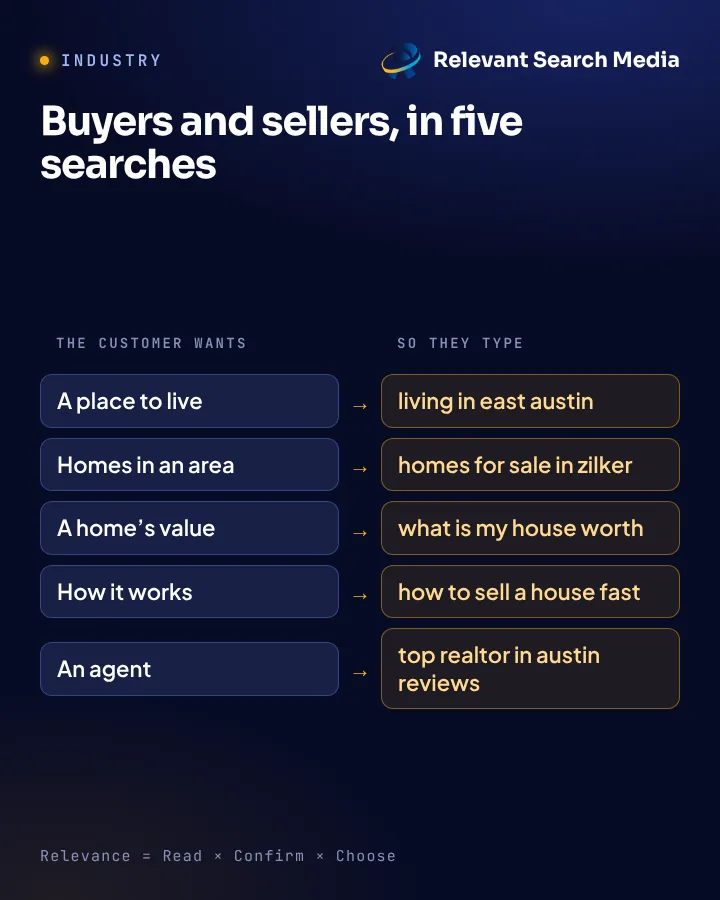 INDUSTRY
Relevant Search Media
Buyers and sellers, in five
searches
THE CUSTOMER WANTS
SO THEY TYPE
A place to live
→
living in east austin
Homes in an area
→
homes for sale in zilker
A home’s value
→
what is my house worth
How it works
→
how to sell a house fast
An agent
→
top realtor in austin
reviews
Relevance = Read × Confirm × Choose